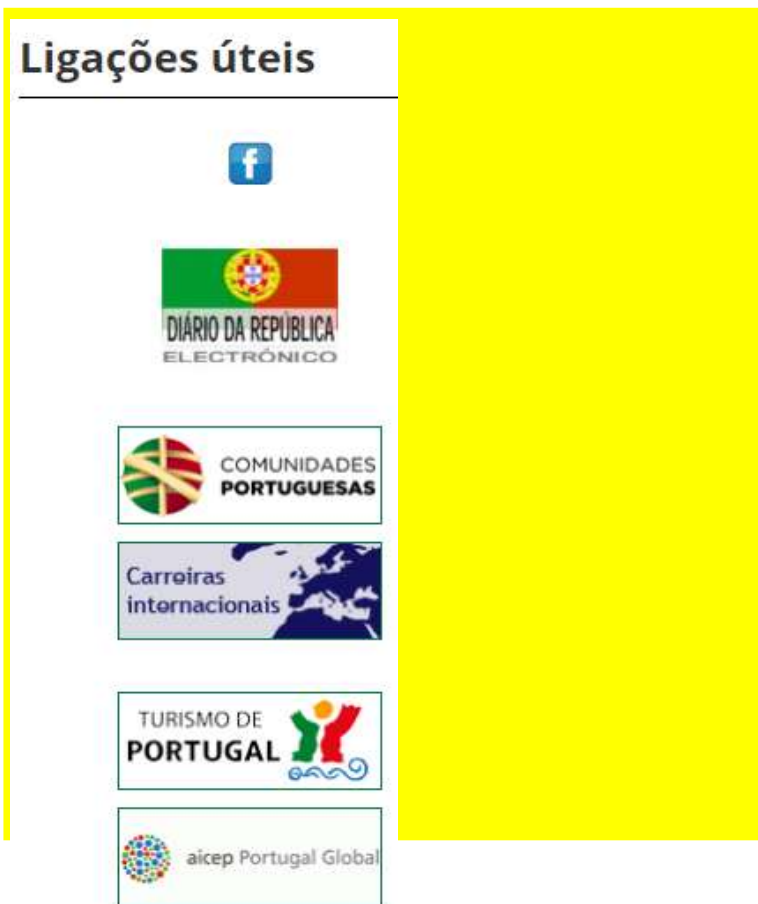 Ligações úteis
f
DIÁRIO DA REPÚBLICA
ELECTRÓNICO
COMUNIDADES
PORTUGUESAS
Carreiras
internacionais
TURISMO DE
PORTUGAL
aicep Portugal Global